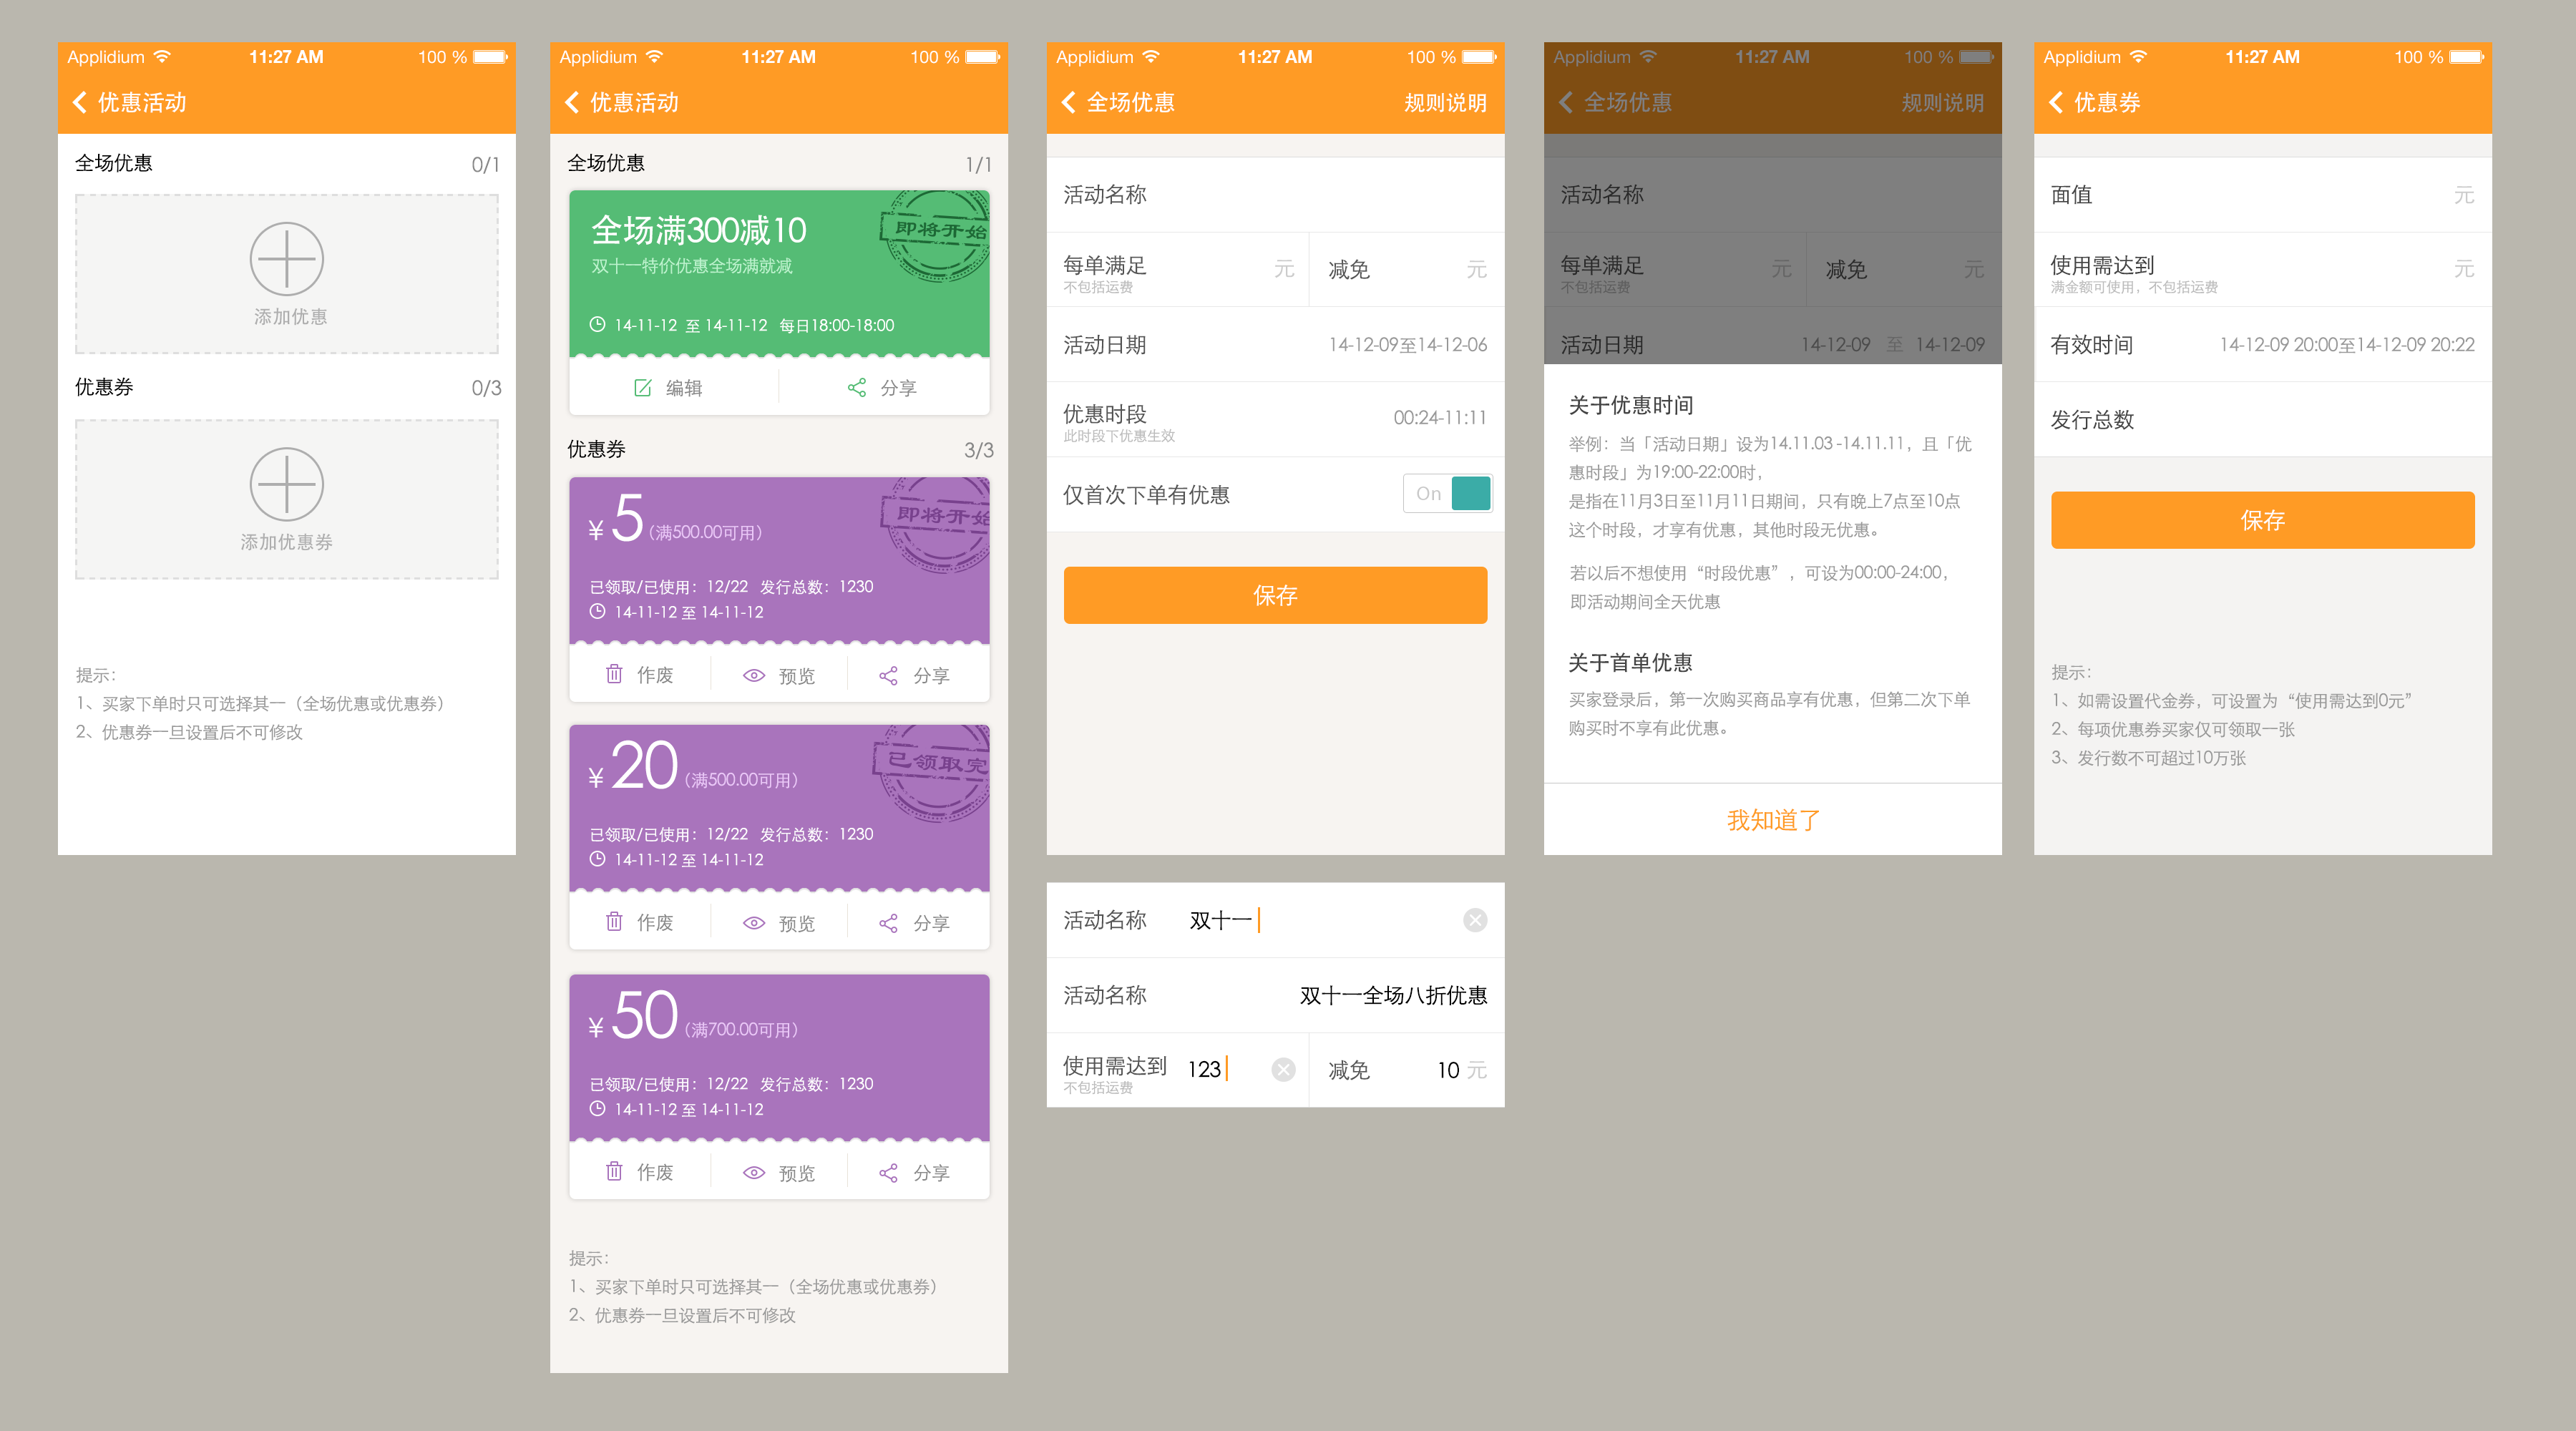 Applidium 11:27 AM 100 %
优惠活动
全场优惠 0/1
添加优惠
优惠券 0/3
添加优惠券
提示：
1、买家下单时只可选择其一（全场优惠或优惠券）
2、优惠券一旦设置后不可修改
Applidium 11:27 AM 100 %
优惠活动
全场优惠 1/1
全场满300减10
即将开始
双十一特价优惠全场满就减
14-11-12 至 14-11-12 每日18:00-18:00
编辑 分享
优惠券 3/3
¥ 5（满500.00可用）
即将开始
已领取/已使用：12/22 发行总数：1230
14-11-12 至 14-11-12
作废 预览 分享
¥ 20（满500.00可用）
已领取完
已领取/已使用：12/22 发行总数：1230
14-11-12 至 14-11-12
作废 预览 分享
¥ 50（满700.00可用）
已领取/已使用：12/22 发行总数：1230
14-11-12 至 14-11-12
作废 预览 分享
提示：
1、买家下单时只可选择其一（全场优惠或优惠券）
2、优惠券一旦设置后不可修改
Applidium 11:27 AM 100 %
全场优惠 规则说明
活动名称
每单满足 元 减免 元
不包括运费
活动日期 14-12-09至14-12-06
优惠时段 00:24-11:11
此时段下优惠生效
仅首次下单有优惠 On
保存
活动名称 双十一
活动名称 双十一全场八折优惠
使用需达到 123 减免 10 元
不包括运费
Applidium 11:27 AM 100 %
全场优惠 规则说明
活动名称
每单满足 元 减免 元
不包括运费
活动日期 14-12-09 至 14-12-09
关于优惠时间
举例：当「活动日期」设为14.11.03-14.11.11，且「优
惠时段」为19:00-22:00时，
是指在11月3日至11月11日期间，只有晚上7点至10点
这个时段，才享有优惠，其他时段无优惠。
若以后不想使用“时段优惠”，可设为00:00-24:00，
即活动期间全天优惠
关于首单优惠
买家登录后，第一次购买商品享有优惠，但第二次下单
购买时不享有此优惠。
我知道了
Applidium 11:27 AM 100 %
优惠券
面值 元
使用需达到 元
满金额可使用，不包括运费
有效时间 14-12-09 20:00至14-12-09 20:22
发行总数
保存
提示：
1、如需设置代金券，可设置为“使用需达到0元”
2、每项优惠券买家仅可领取一张
3、发行数不可超过10万张